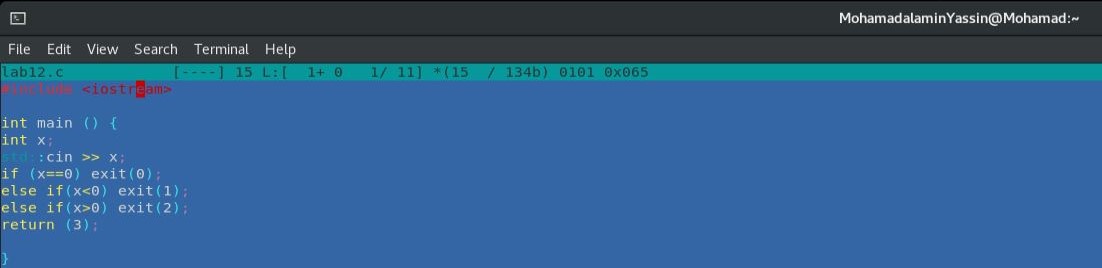 MohamadalaminYassin@Mohamad:~
File Edit View Search Terminal Help
lab12.c [----] 15 L:[ 1+ 0 1/ 11] *(15 / 134b) 0101 0x065
#include <iostream>
int main () {
int x;
std::cin >> x;
if (x==0) exit(0);
else if(x<0) exit(1);
else if(x>0) exit(2);
return (3);
}